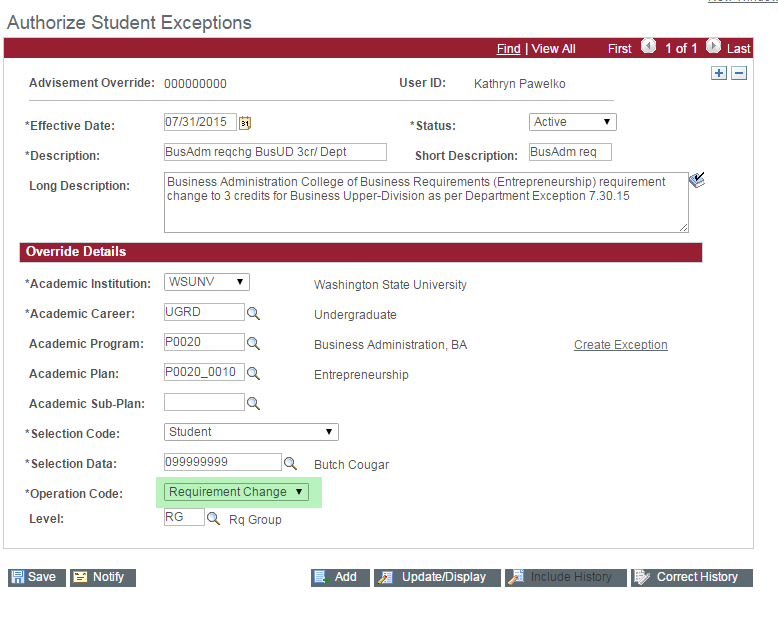 Authorize Student Exceptions
Find | View All First 1 of 1 Last
Advisement Override: 000000000 User ID: Kathryn Pawelko
*Effective Date: 07/31/2015 31 *Status: Active
*Description: BusAdm reqchg BusUD 3cr/ Dept Short Description: BusAdm req
Long Description: Business Administration College of Business Requirements (Entrepreneurship) requirement
change to 3 credits for Business Upper-Division as per Department Exception 7.30.15
Override Details
*Academic Institution: WSUNV Washington State University
*Academic Career: UGRD Undergraduate
Academic Program: P0020 Business Administration, BA Create Exception
Academic Plan: P0020_0010 Entrepreneurship
Academic Sub-Plan:
*Selection Code: Student
*Selection Data: 099999999 Butch Cougar
*Operation Code: Requirement Change
Level: RG Rq Group
Save Notify Add Update/Display Include History Correct History